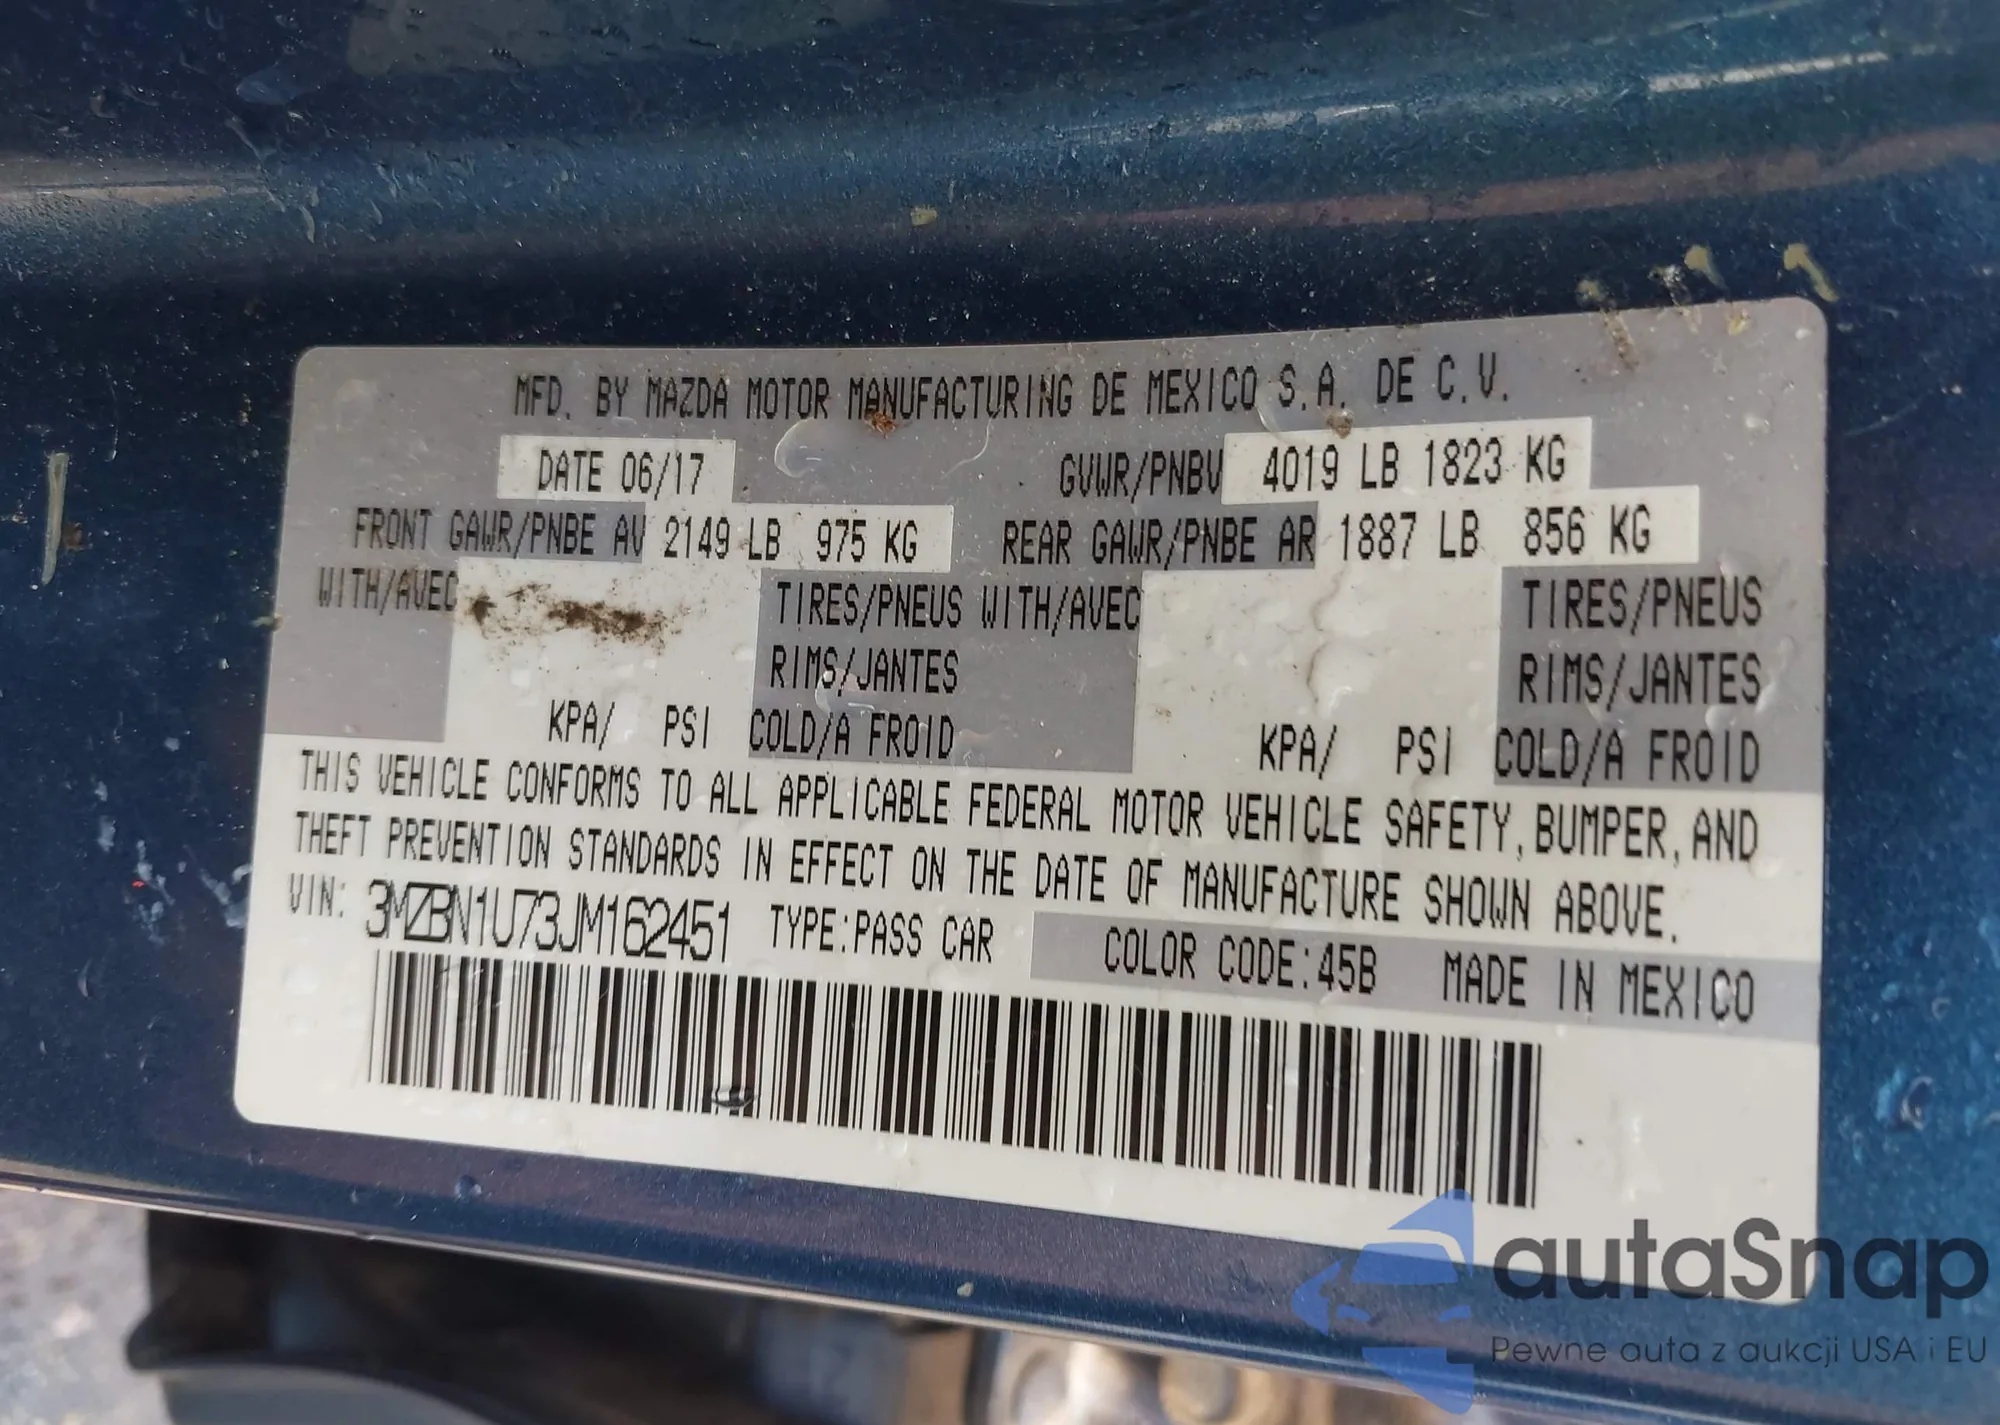 MFD. BY MAZDA MOTOR MANUFACTURING DE MEXICO S.A. DE C.V.
DATE 06/17 GVWR/PNBV 4019 LB 1823 KG
FRONT GAWR/PNBE AV 2149 LB 975 KG REAR GAWR/PNBE AR 1887 LB 856 KG
WITH/AVEC TIRES/PNEUS WITH/AVEC TIRES/PNEUS
RIMS/JANTES RIMS/JANTES
KPA/ PSI COLD/A FROID KPA/ PSI COLD/A FROID
THIS VEHICLE CONFORMS TO ALL APPLICABLE FEDERAL MOTOR VEHICLE SAFETY, BUMPER, AND
THEFT PREVENTION STANDARDS IN EFFECT ON THE DATE OF MANUFACTURE SHOWN ABOVE.
VIN: 3MZBN1U73JM162451 TYPE:PASS CAR COLOR CODE:45B MADE IN MEXICO
autaSnap
Pewne auta z aukcji USA i EU